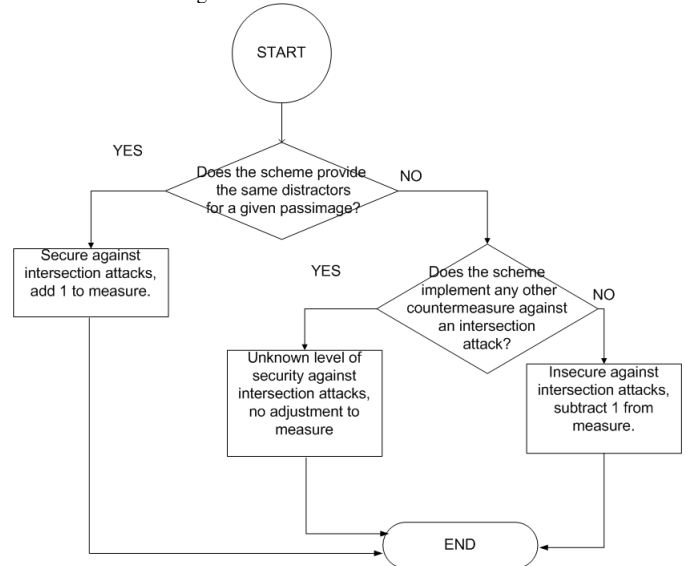 START
YES
Does the scheme provide
the same distractors
for a given passimage?
NO
Secure against
intersection attacks,
add 1 to measure.
YES
Does the scheme
implement any other
countermeasure against
an intersection
attack?
NO
Unknown level of
security against
intersection attacks,
no adjustment to
measure
Insecure against
intersection attacks,
subtract 1 from
measure.
END